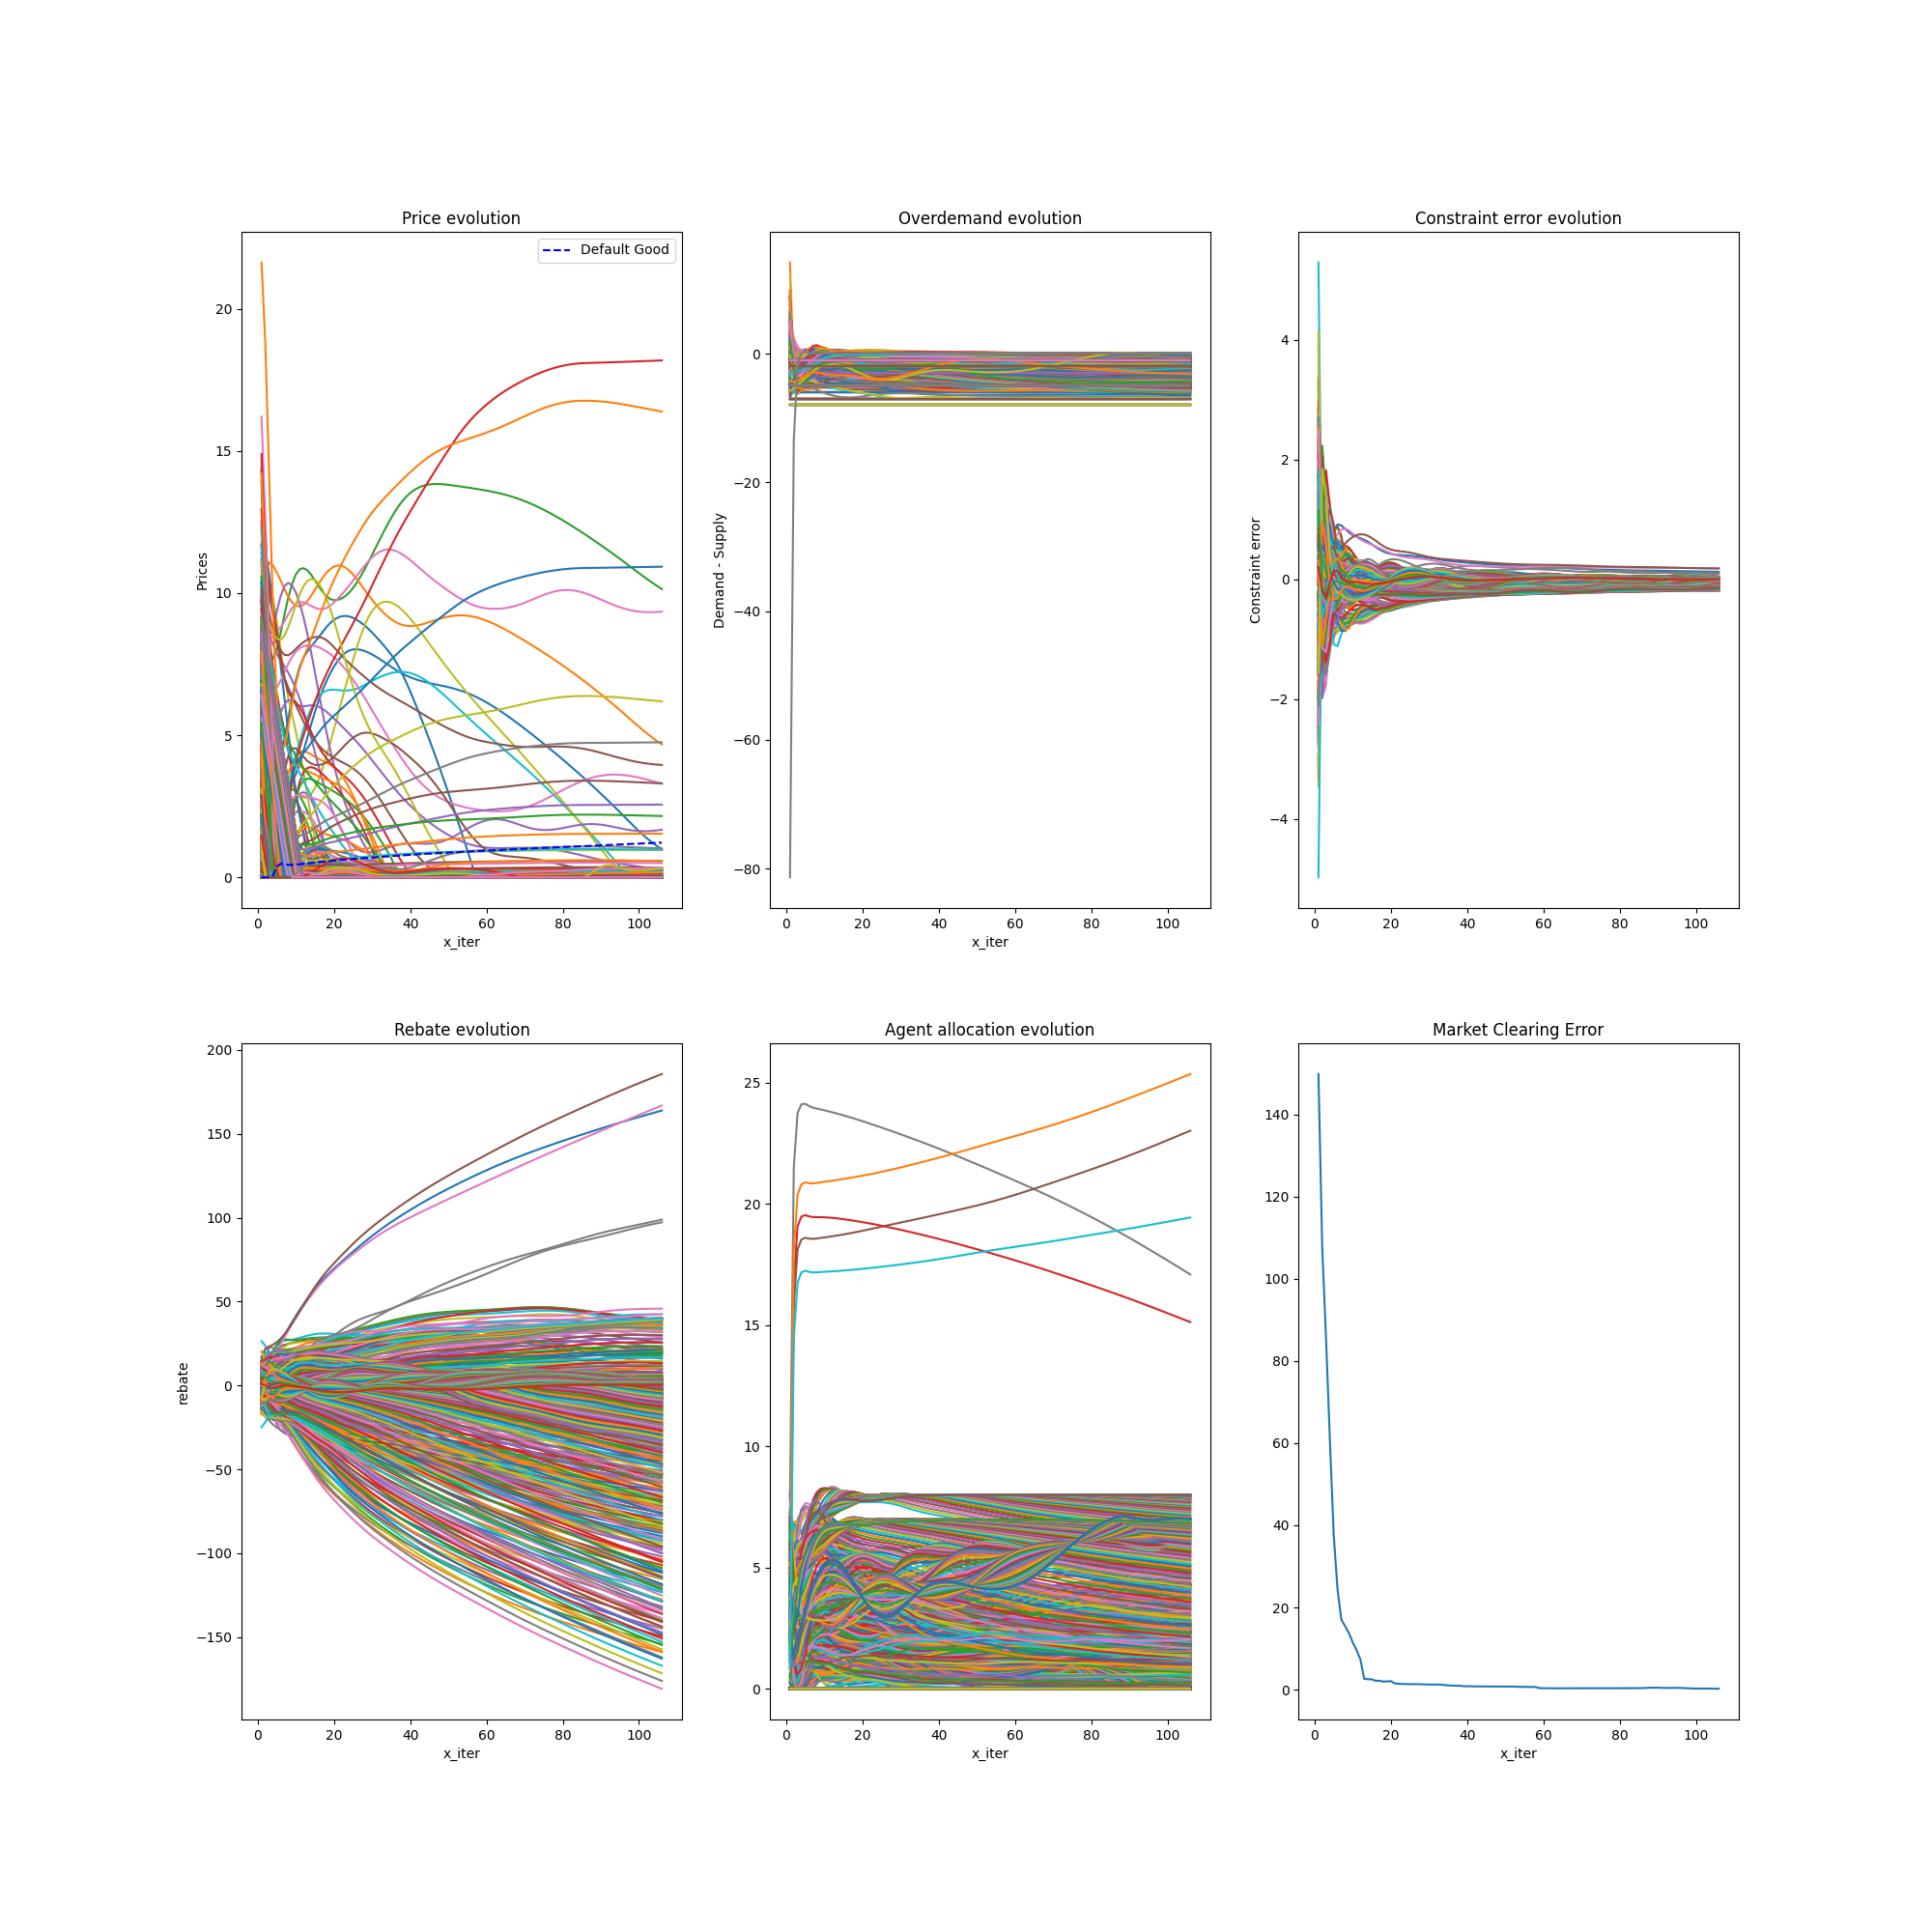 Price evolution
Overdemand evolution
Constraint error evolution
Default Good
Prices
20
15
10
5
0
0 20 40 60 80 100
x_iter
Demand - Supply
0
−20
−40
−60
−80
0 20 40 60 80 100
x_iter
Constraint error
4
2
0
−2
−4
0 20 40 60 80 100
Rebate evolution
Agent allocation evolution
Market Clearing Error
rebate
200
150
100
50
0
−50
−100
−150
0 20 40 60 80 100
x_iter
25
20
15
10
5
0
0 20 40 60 80 100
x_iter
140
120
100
80
60
40
20
0
0 20 40 60 80 100
x_iter